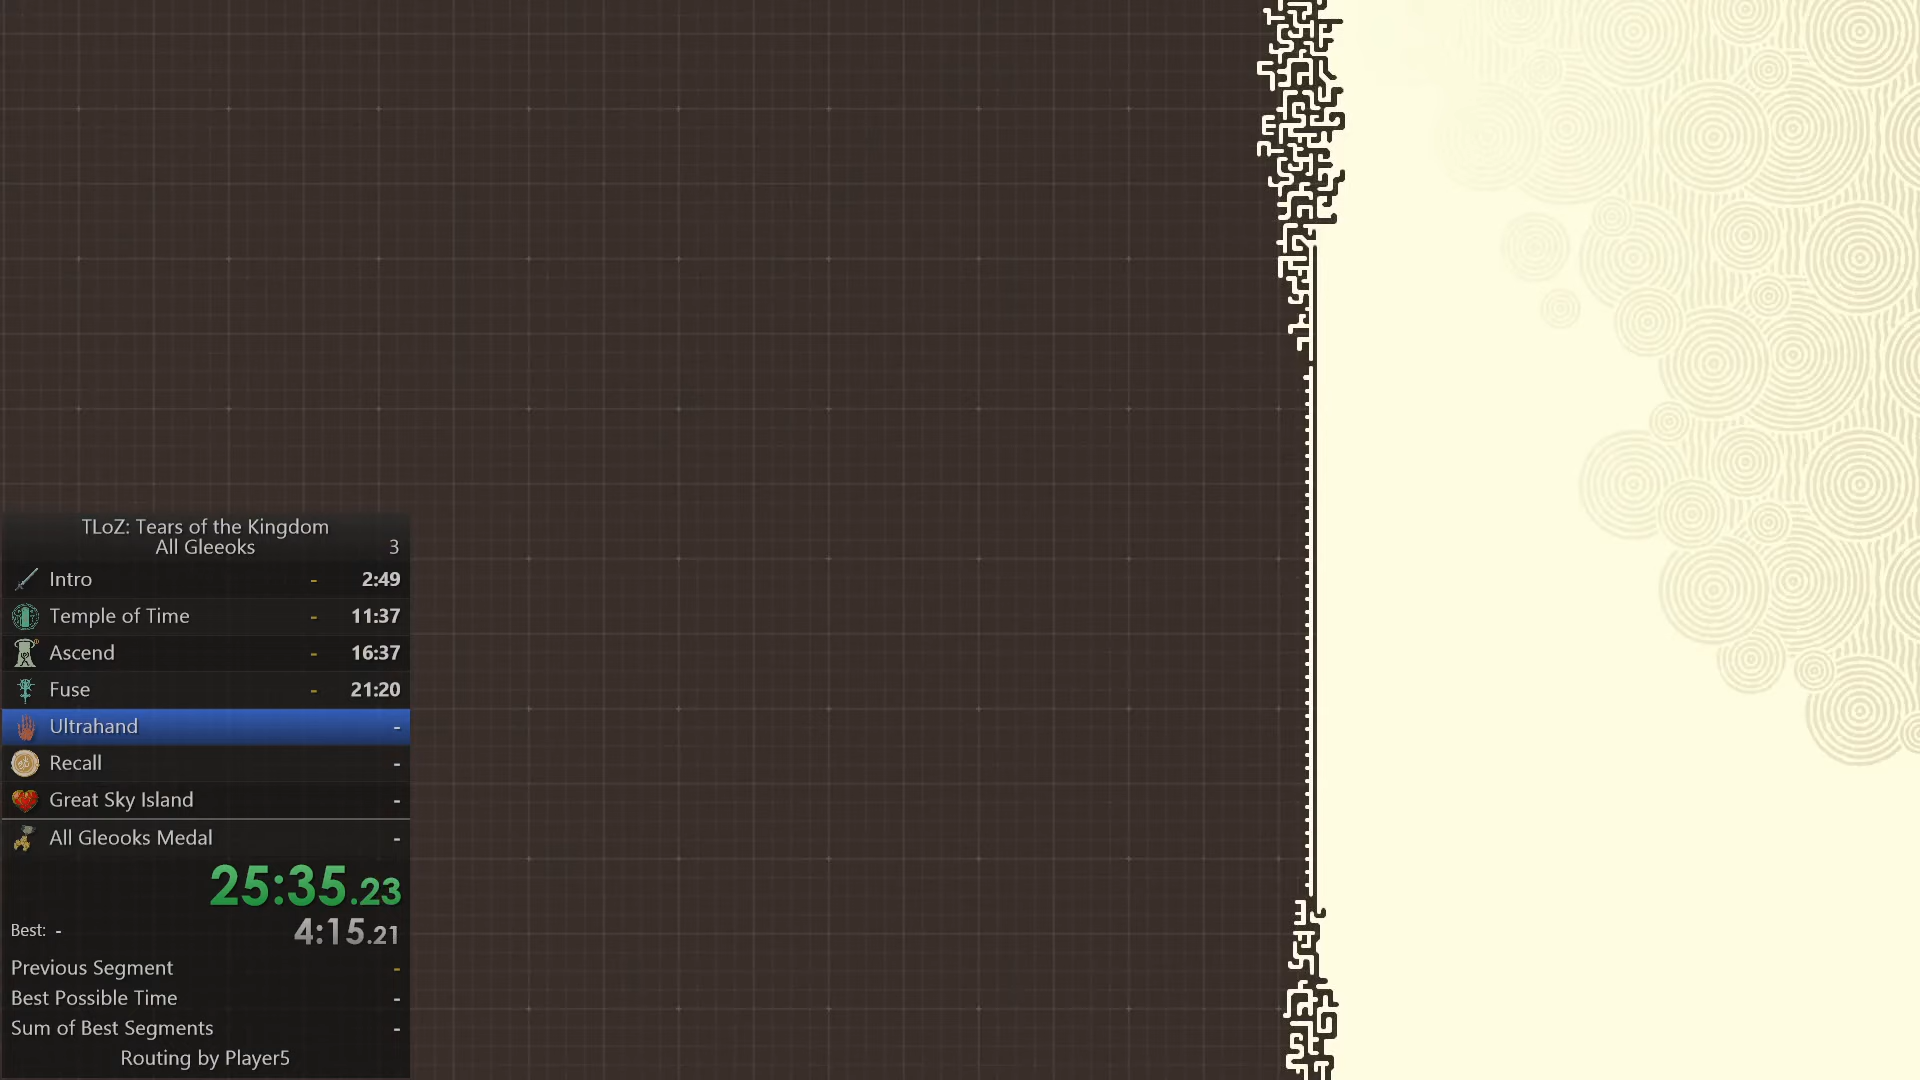 TLoZ: Tears of the Kingdom
All Gleeoks 3
Intro - 2:49
Temple of Time - 11:37
Ascend - 16:37
Fuse - 21:20
Ultrahand -
Recall -
Great Sky Island -
All Gleooks Medal -
25:35.23
Best: - 4:15.21
Previous Segment -
Best Possible Time -
Sum of Best Segments -
Routing by Player5